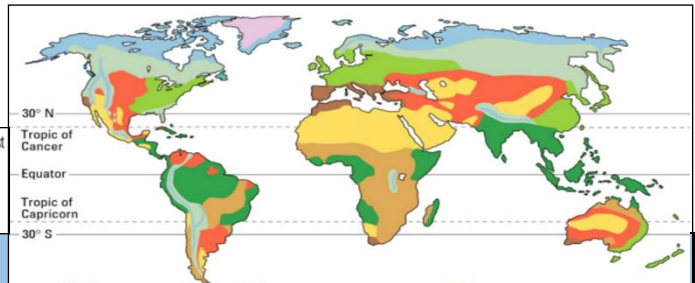 30° N
Tropic of
Cancer
Equator
Tropic of
Capricorn
30° S